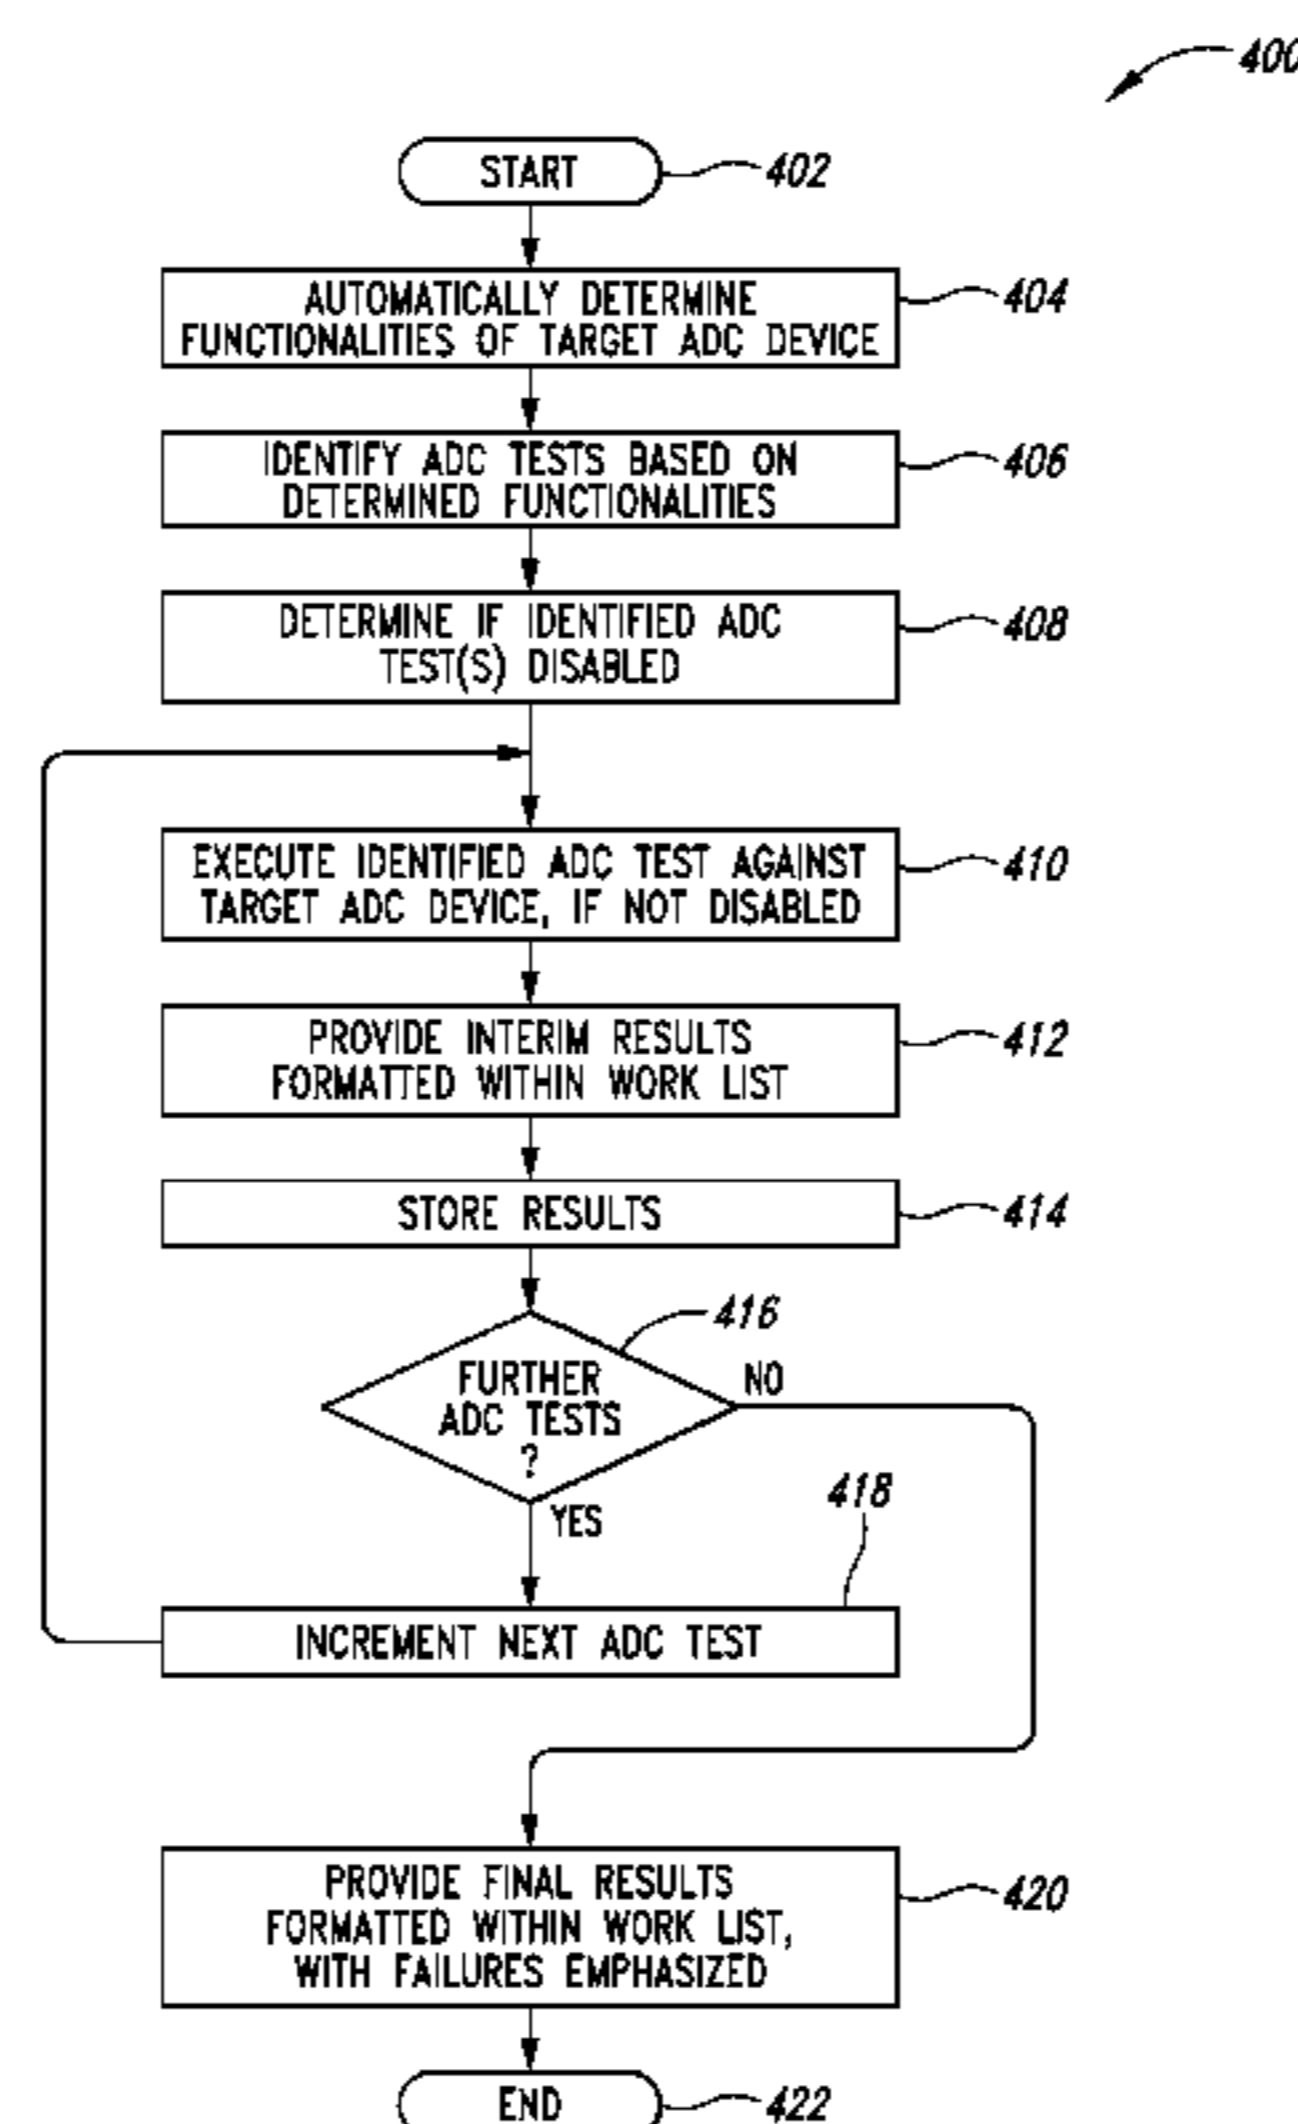 400
START
402
AUTOMATICALLY DETERMINE
FUNCTIONALITIES OF TARGET ADC DEVICE
404
IDENTIFY ADC TESTS BASED ON
DETERMINED FUNCTIONALITIES
406
DETERMINE IF IDENTIFIED ADC
TEST(S) DISABLED
408
EXECUTE IDENTIFIED ADC TEST AGAINST
TARGET ADC DEVICE, IF NOT DISABLED
410
PROVIDE INTERIM RESULTS
FORMATTED WITHIN WORK LIST
412
STORE RESULTS
414
416
FURTHER
ADC TESTS
?
NO
YES
418
INCREMENT NEXT ADC TEST
PROVIDE FINAL RESULTS
FORMATTED WITHIN WORK LIST,
WITH FAILURES EMPHASIZED
420
END
422